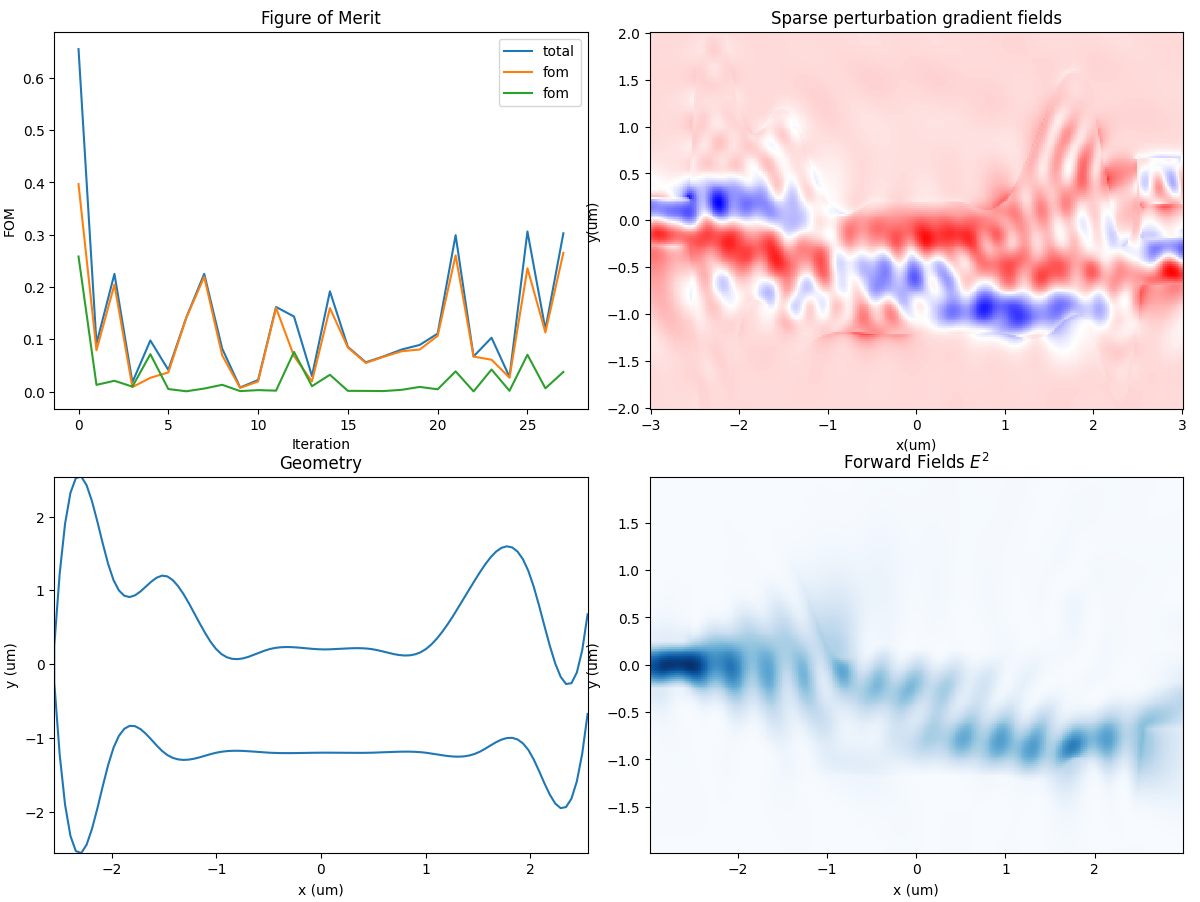 Figure of Merit
total
fom
fom
FOM
0.6
0.5
0.4
0.3
0.2
0.1
0.0
0 5 10 15 20 25
Iteration
Sparse perturbation gradient fields
y(um)
2.0
1.5
1.0
0.5
0.0
−0.5
−1.0
−1.5
−2.0
−3 −2 −1 0 1 2 3
x(um)
Geometry
y (um)
2
1
0
−1
−2
−2 −1 0 1 2
x (um)
Forward Fields E²
y (um)
1.5
1.0
0.5
0.0
−0.5
−1.0
−1.5
−2 −1 0 1 2
x (um)